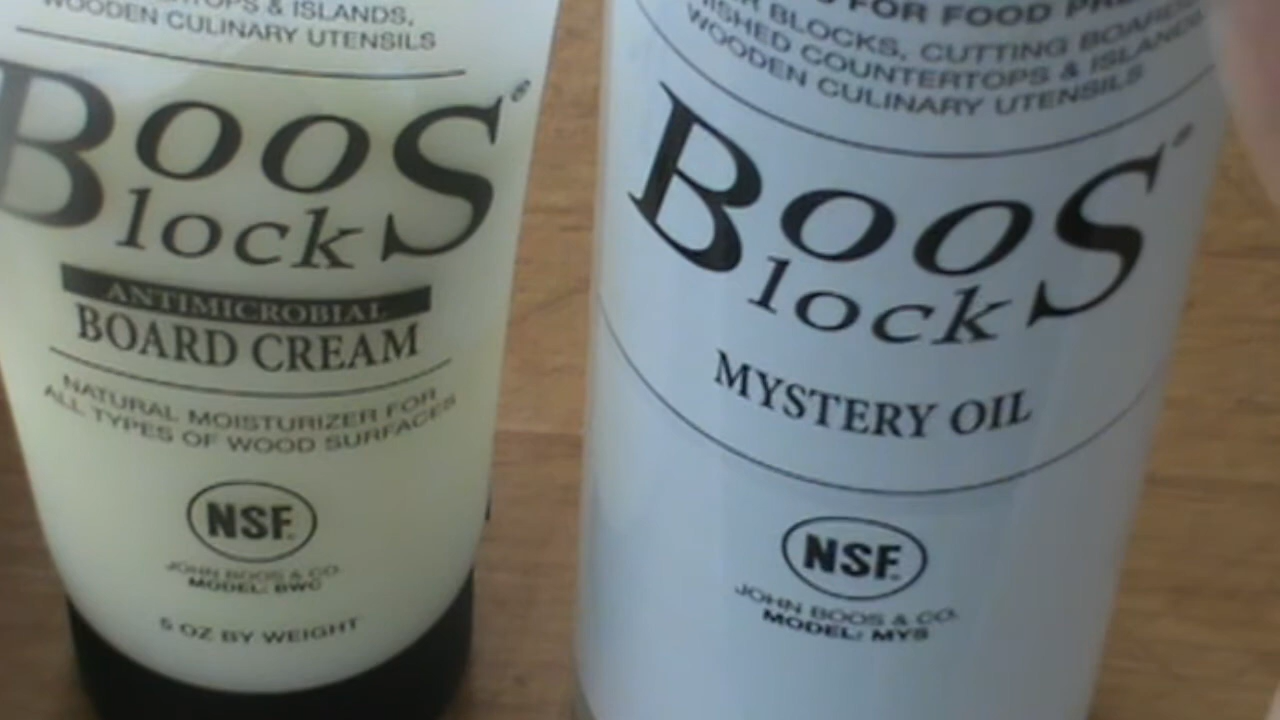 & ISLANDS,
WOODEN CULINARY UTENSILS
BOOS®
lock
ANTIMICROBIAL
BOARD CREAM
NATURAL MOISTURIZER FOR
ALL TYPES OF WOOD SURFACES
NSF
JOHN BOOS & CO.
MODEL: BWC
5 OZ BY WEIGHT
FOR FOOD
BLOCKS, CUTTING
COUNTERTOPS &
WOODEN CULINARY UTENSILS
BOOS®
lock
MYSTERY OIL
NSF
JOHN BOOS & CO.
MODEL: MYS